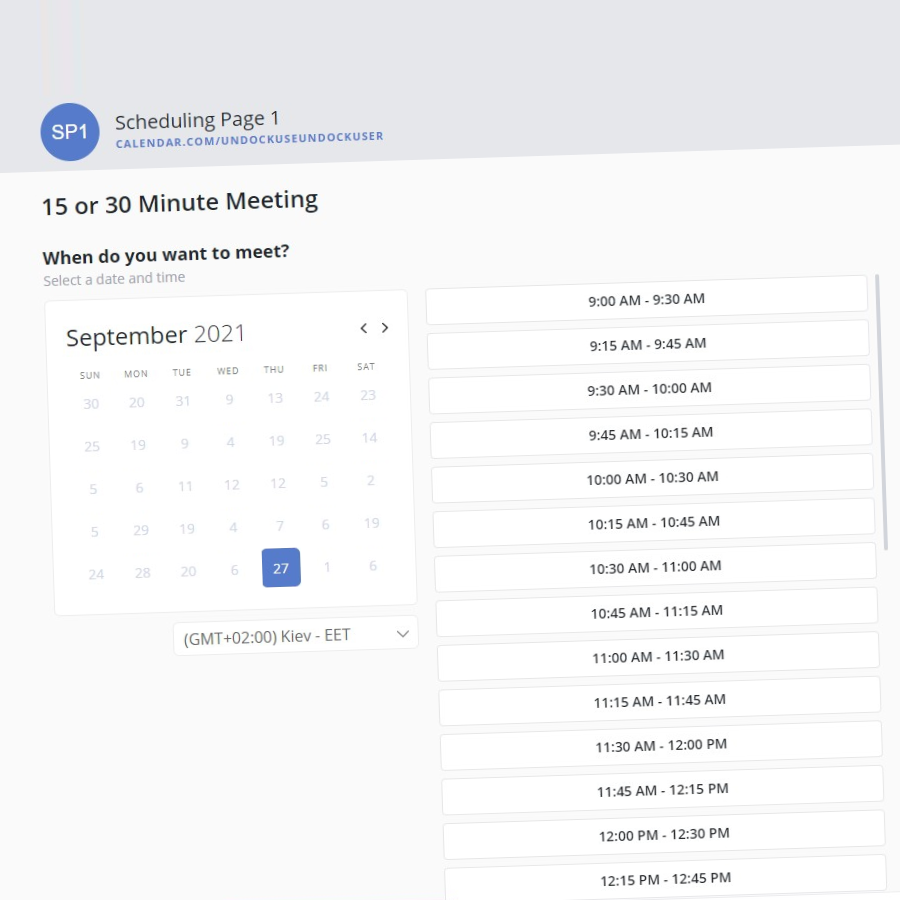 SP1
Scheduling Page 1
CALENDAR.COM/UNDOCKUSEUNDOCKUSER
15 or 30 Minute Meeting
When do you want to meet?
Select a date and time
September 2021
SUN MON TUE WED THU FRI SAT
30 20 31 9 13 24 23
25 19 9 4 19 25 14
5 6 11 12 12 5 2
5 29 19 4 7 6 19
24 28 20 6 27 1 6
(GMT+02:00) Kiev - EET
9:00 AM - 9:30 AM
9:15 AM - 9:45 AM
9:30 AM - 10:00 AM
9:45 AM - 10:15 AM
10:00 AM - 10:30 AM
10:15 AM - 10:45 AM
10:30 AM - 11:00 AM
10:45 AM - 11:15 AM
11:00 AM - 11:30 AM
11:15 AM - 11:45 AM
11:30 AM - 12:00 PM
11:45 AM - 12:15 PM
12:00 PM - 12:30 PM
12:15 PM - 12:45 PM